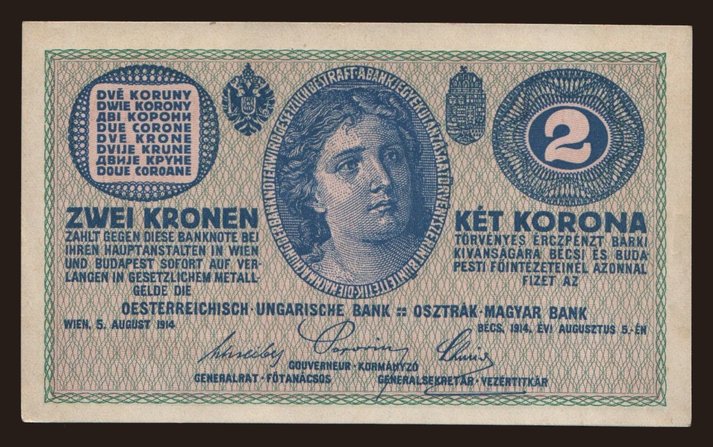 DVĚ KORUNY
DWIE KORONY
ДВІ КОРОНИ
DUE CORONE
DVE KRONE
DVIJE KRUNE
ДВИЈЕ КРУНЕ
DOUE COROANE
2
ZWEI KRONEN
ZAHLT GEGEN DIESE BANKNOTE BEI
IHREN HAUPTANSTALTEN IN WIEN
UND BUDAPEST SOFORT AUF VER-
LANGEN IN GESETZLICHEM METALL-
GELDE DIE
KÉT KORONA
TÖRVÉNYES ÉRCZPÉNZT BÁRKI
KIVÁNSÁGÁRA BÉCSI ÉS BUDA-
PESTI FŐINTÉZETEINÉL AZONNAL
FIZET AZ
OESTERREICHISCH-UNGARISCHE BANK :: OSZTRÁK-MAGYAR BANK
WIEN, 5. AUGUST 1914
BÉCS, 1914. ÉVI AUGUSZTUS 5.-ÉN
GOUVERNEUR · KORMÁNYZÓ
GENERALRAT · FŐTANÁCSOS
GENERALSEKRETÄR · VEZÉRTITKÁR